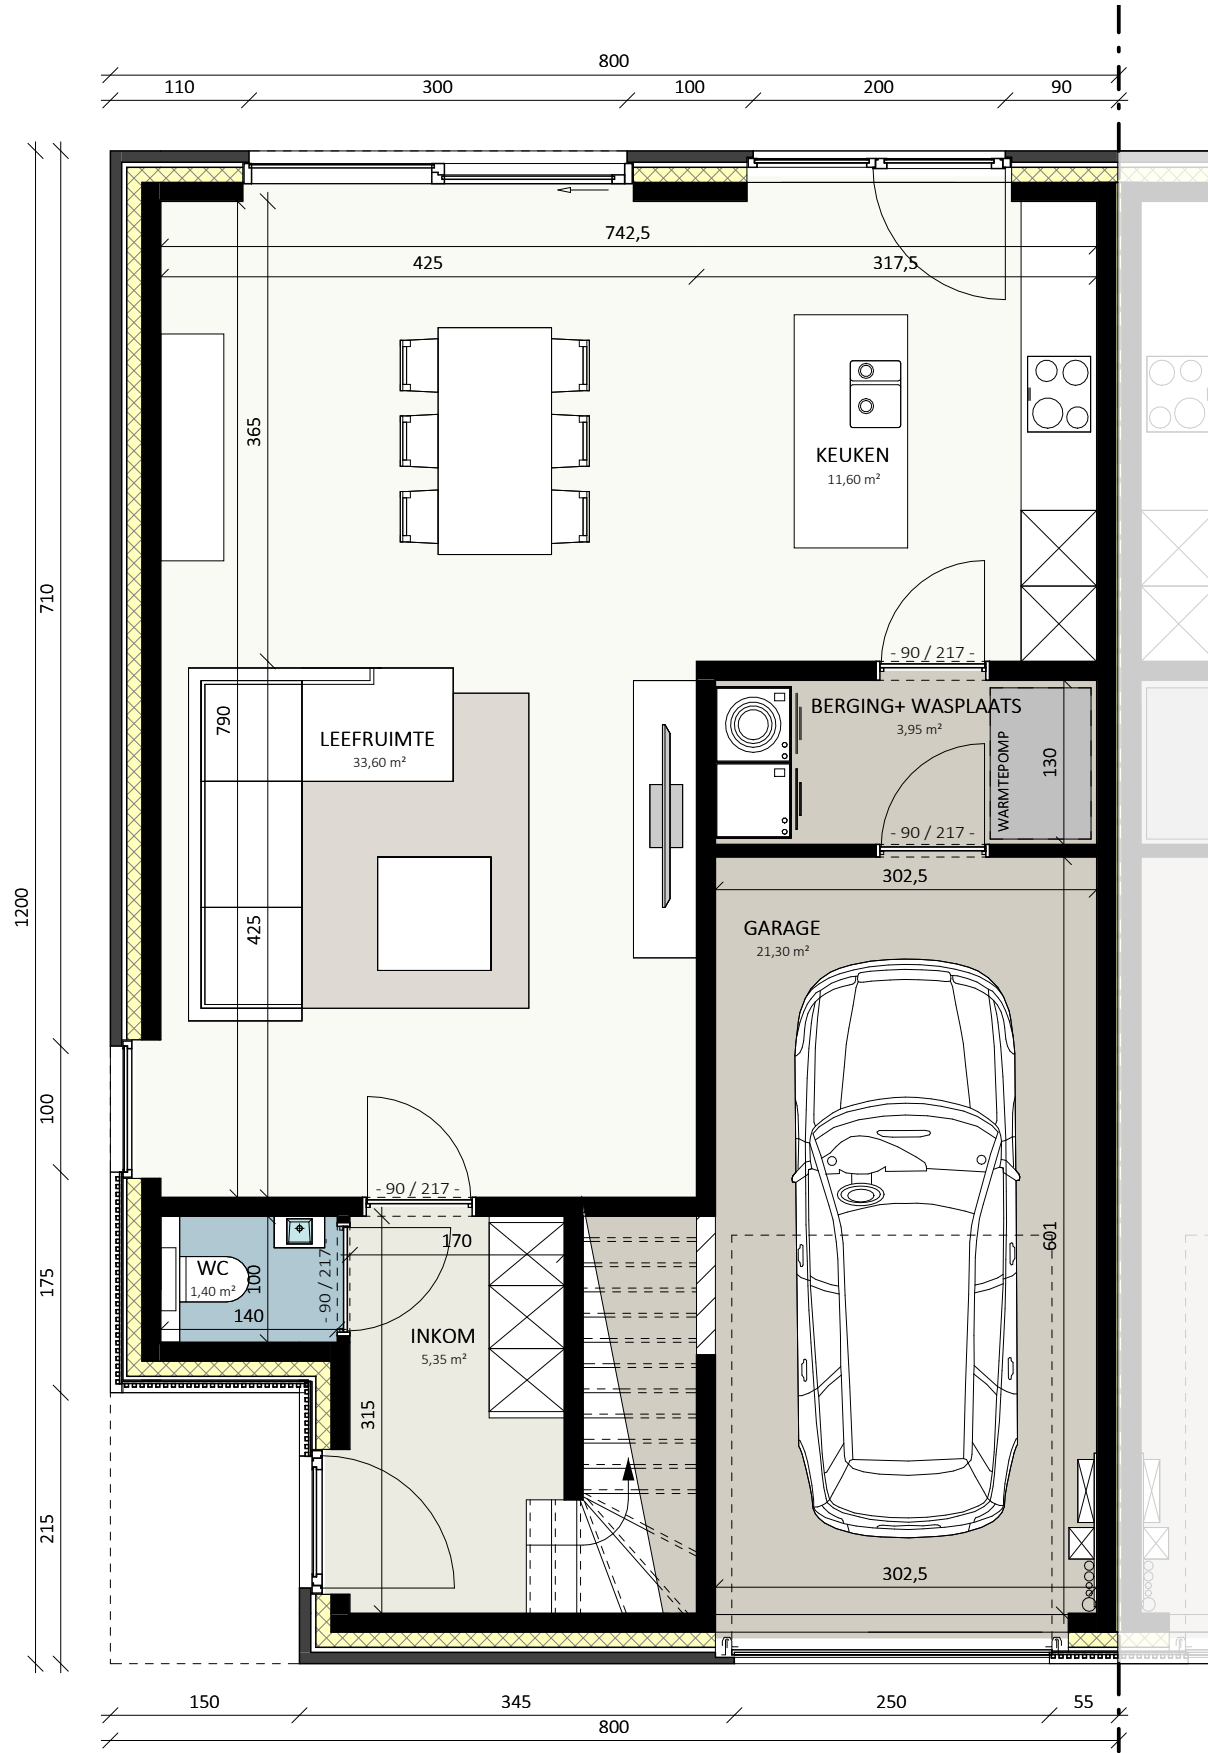 800
110 300 100 200 90
742,5
425 317,5
365
KEUKEN
11,60 m²
710
- 90 / 217 -
790
LEEFRUIMTE
33,60 m²
BERGING+ WASPLAATS
3,95 m²
WARMTEPOMP
130
- 90 / 217 -
302,5
1200
425
GARAGE
21,30 m²
100
- 90 / 217 -
601
170
WC
1,40 m²
100
- 90 / 217 -
140
175
INKOM
5,35 m²
315
215
302,5
150 345 250 55
800